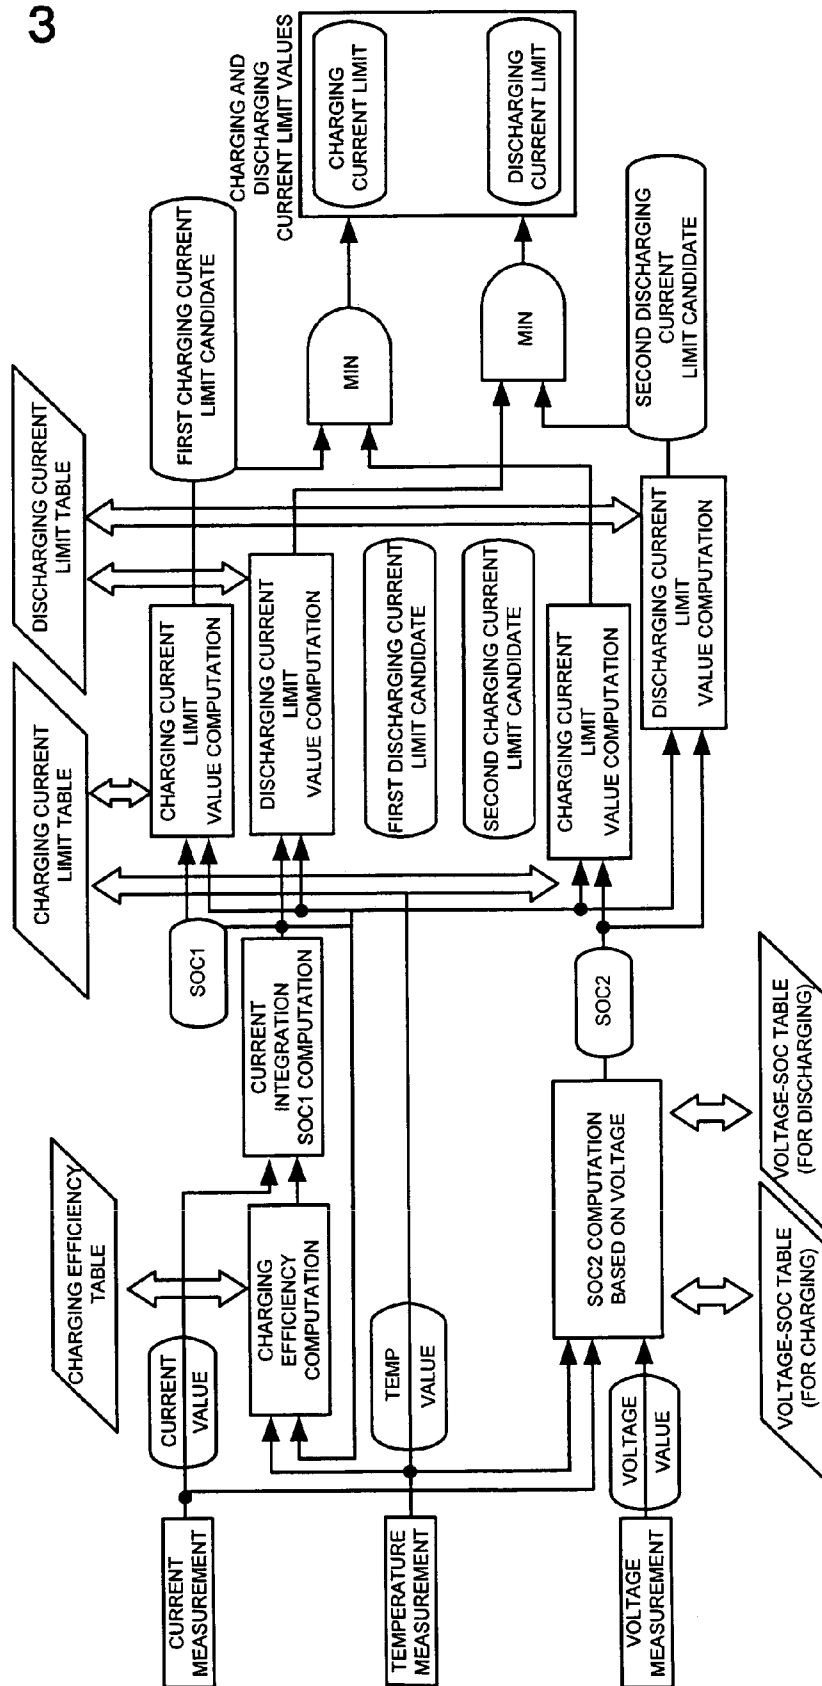 3
CHARGING EFFICIENCY
TABLE
CHARGING CURRENT
LIMIT TABLE
DISCHARGING CURRENT
LIMIT TABLE
CURRENT
MEASUREMENT
CURRENT
VALUE
CHARGING
EFFICIENCY
COMPUTATION
CURRENT
INTEGRATION
SOC1 COMPUTATION
SOC1
CHARGING CURRENT
LIMIT
VALUE COMPUTATION
FIRST CHARGING CURRENT
LIMIT CANDIDATE
DISCHARGING CURRENT
LIMIT
VALUE COMPUTATION
FIRST DISCHARGING CURRENT
LIMIT CANDIDATE
MIN
CHARGING AND
DISCHARGING
CURRENT LIMIT VALUES
CHARGING
CURRENT LIMIT
DISCHARGING
CURRENT LIMIT
TEMPERATURE
MEASUREMENT
TEMP
VALUE
SECOND CHARGING CURRENT
LIMIT CANDIDATE
MIN
CHARGING CURRENT
LIMIT
VALUE COMPUTATION
VOLTAGE
MEASUREMENT
VOLTAGE
VALUE
SOC2 COMPUTATION
BASED ON VOLTAGE
SOC2
DISCHARGING CURRENT
LIMIT
VALUE COMPUTATION
SECOND DISCHARGING
CURRENT
LIMIT CANDIDATE
VOLTAGE-SOC TABLE
(FOR CHARGING)
VOLTAGE-SOC TABLE
(FOR DISCHARGING)